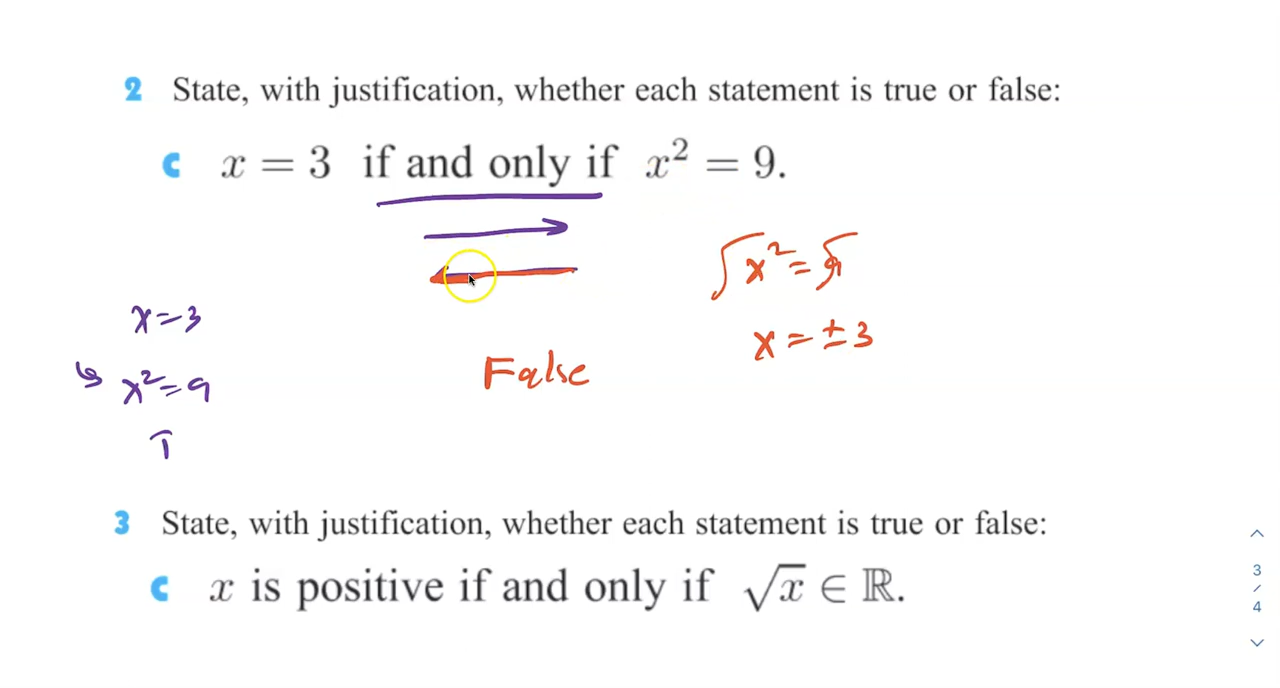 2 State, with justification, whether each statement is true or false:
c x = 3 if and only if x² = 9.
√x² = √9
x = ±3
x = 3
↳ x² = 9
T
False
3 State, with justification, whether each statement is true or false:
c x is positive if and only if √x ∈ ℝ.
3
/
4